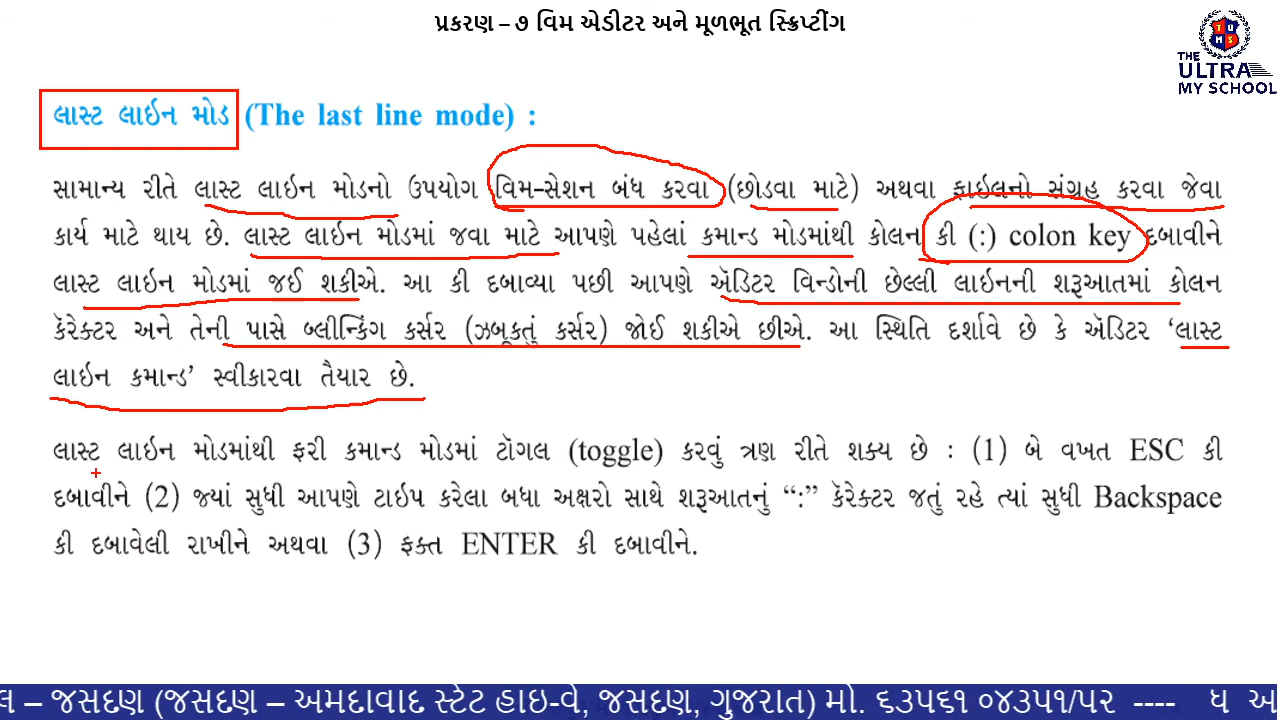 પ્રકરણ – ૭ વિમ એડીટર અને મૂળભૂત સ્ક્રિપ્ટીંગ
TUMS
THE
ULTRA
MY SCHOOL
લાસ્ટ લાઇન મોડ (The last line mode) :
સામાન્ય રીતે લાસ્ટ લાઇન મોડનો ઉપયોગ વિમ-સેશન બંધ કરવા (છોડવા માટે) અથવા ફાઇલનો સંગ્રહ કરવા જેવા
કાર્ય માટે થાય છે. લાસ્ટ લાઇન મોડમાં જવા માટે આપણે પહેલાં કમાન્ડ મોડમાંથી કોલન કી (:) colon key દબાવીને
લાસ્ટ લાઇન મોડમાં જઈ શકીએ. આ કી દબાવ્યા પછી આપણે ઍડિટર વિન્ડોની છેલ્લી લાઇનની શરૂઆતમાં કોલન
કૅરેક્ટર અને તેની પાસે બ્લીન્કિંગ કર્સર (ઝબૂકતું કર્સર) જોઈ શકીએ છીએ. આ સ્થિતિ દર્શાવે છે કે ઍડિટર ‘લાસ્ટ
લાઇન કમાન્ડ’ સ્વીકારવા તૈયાર છે.
લાસ્ટ લાઇન મોડમાંથી ફરી કમાન્ડ મોડમાં ટૉગલ (toggle) કરવું ત્રણ રીતે શક્ય છે : (1) બે વખત ESC કી
દબાવીને (2) જ્યાં સુધી આપણે ટાઇપ કરેલા બધા અક્ષરો સાથે શરૂઆતનું “:” કૅરેક્ટર જતું રહે ત્યાં સુધી Backspace
કી દબાવેલી રાખીને અથવા (3) ફક્ત ENTER કી દબાવીને.
લ – જસદણ (જસદણ – અમદાવાદ સ્ટેટ હાઇ-વે, જસદણ, ગુજરાત) મો. ૬૩૫૬૧ ૦૪૩૫૧/૫૨ ---- ધ અ